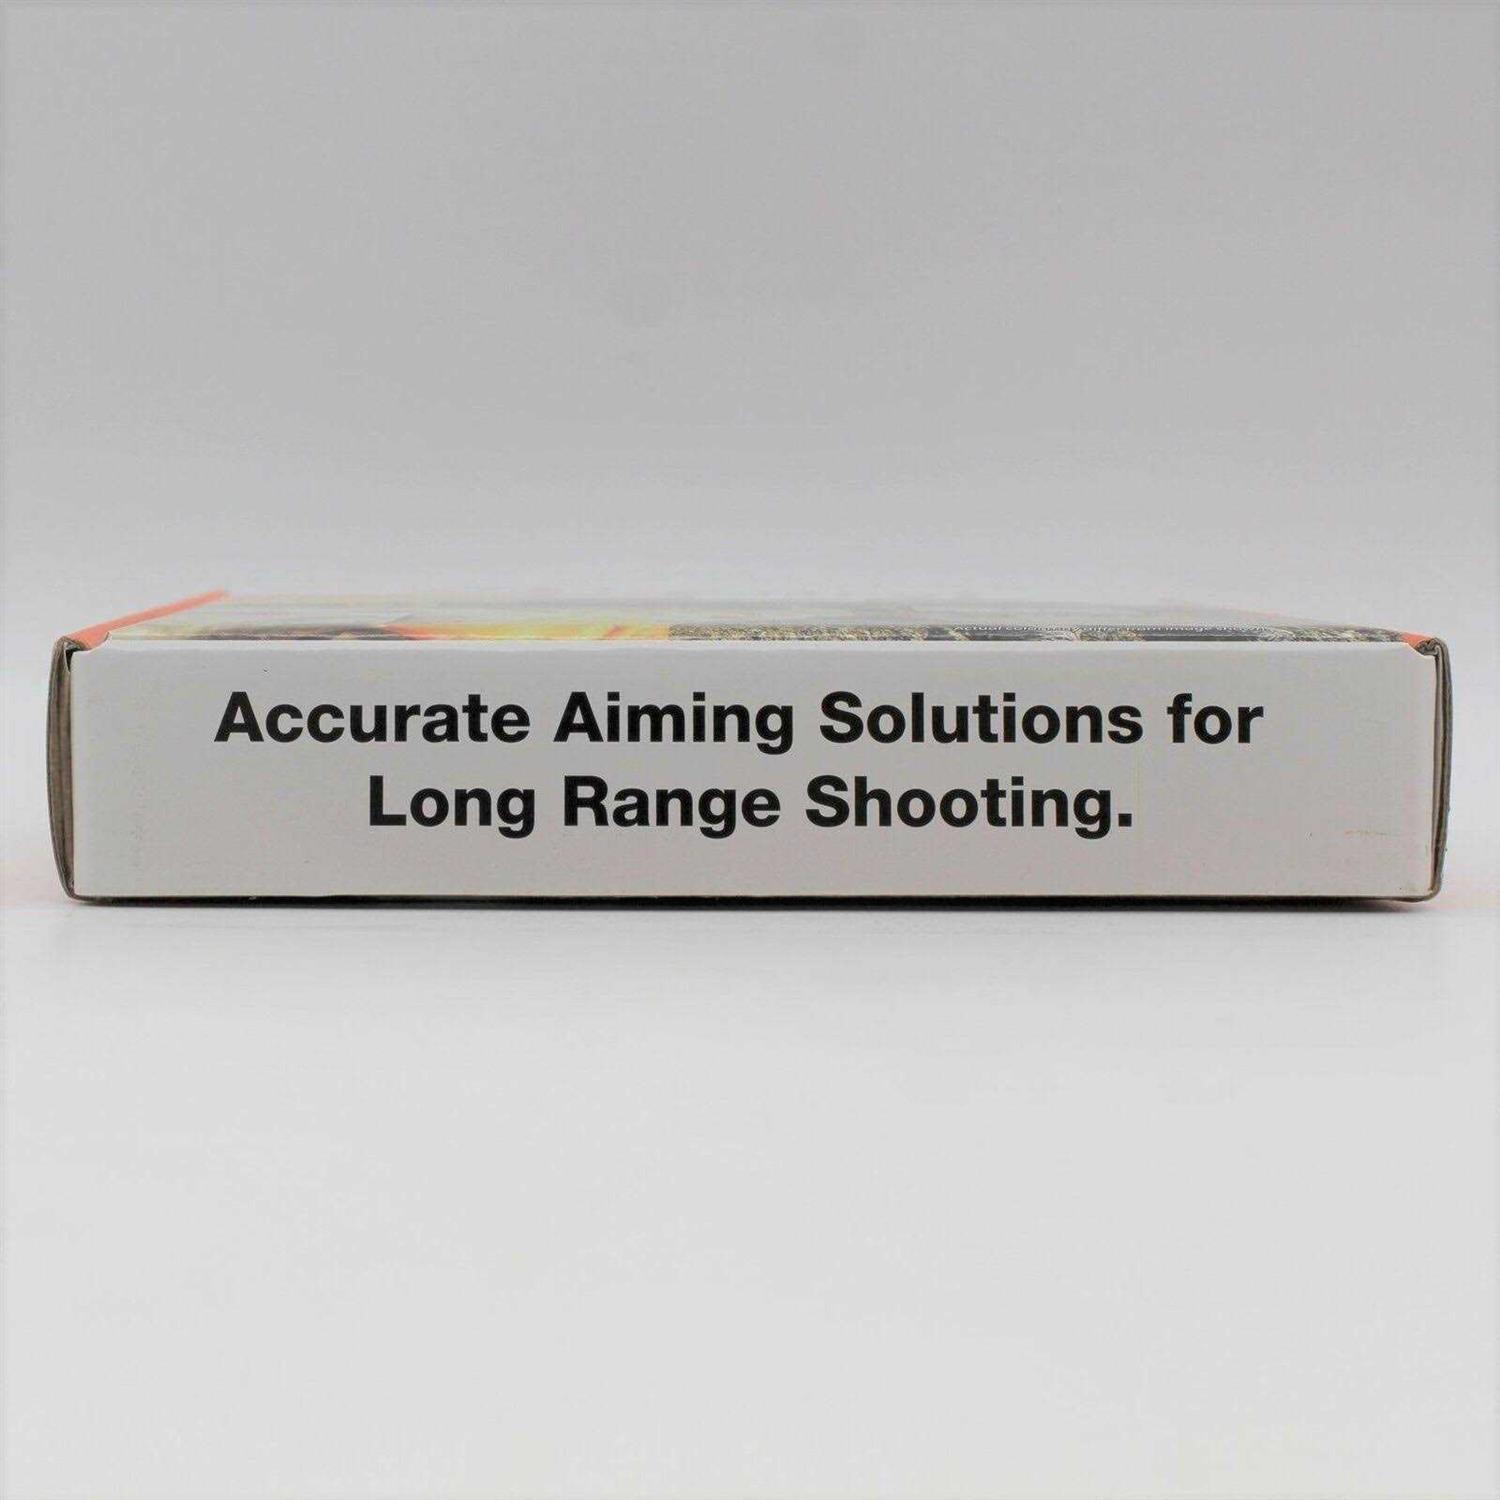 Accurate Aiming Solutions for
Long Range Shooting.